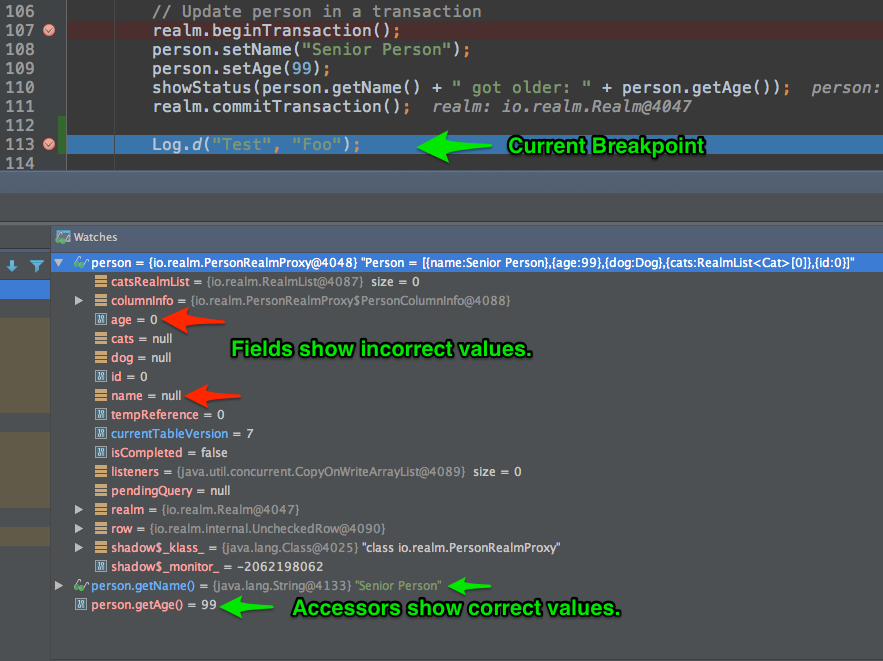 106 // Update person in a transaction
107 realm.beginTransaction();
108 person.setName("Senior Person");
109 person.setAge(99);
110 showStatus(person.getName() + " got older: " + person.getAge()); person:
111 realm.commitTransaction(); realm: io.realm.Realm@4047
112
113 Log.d("Test", "Foo"); Current Breakpoint
114
Watches
person = {io.realm.PersonRealmProxy@4048} "Person = [{name:Senior Person},{age:99},{dog:Dog},{cats:RealmList<Cat>[0]},{id:0}]"
catsRealmList = {io.realm.RealmList@4087} size = 0
columnInfo = {io.realm.PersonRealmProxy$PersonColumnInfo@4088}
age = 0
cats = null
Fields show incorrect values.
dog = null
id = 0
name = null
tempReference = 0
currentTableVersion = 7
isCompleted = false
listeners = {java.util.concurrent.CopyOnWriteArrayList@4089} size = 0
pendingQuery = null
realm = {io.realm.Realm@4047}
row = {io.realm.internal.UncheckedRow@4090}
shadow$_klass_ = {java.lang.Class@4025} "class io.realm.PersonRealmProxy"
shadow$_monitor_ = -2062198062
person.getName() = {java.lang.String@4133} "Senior Person"
person.getAge() = 99 Accessors show correct values.